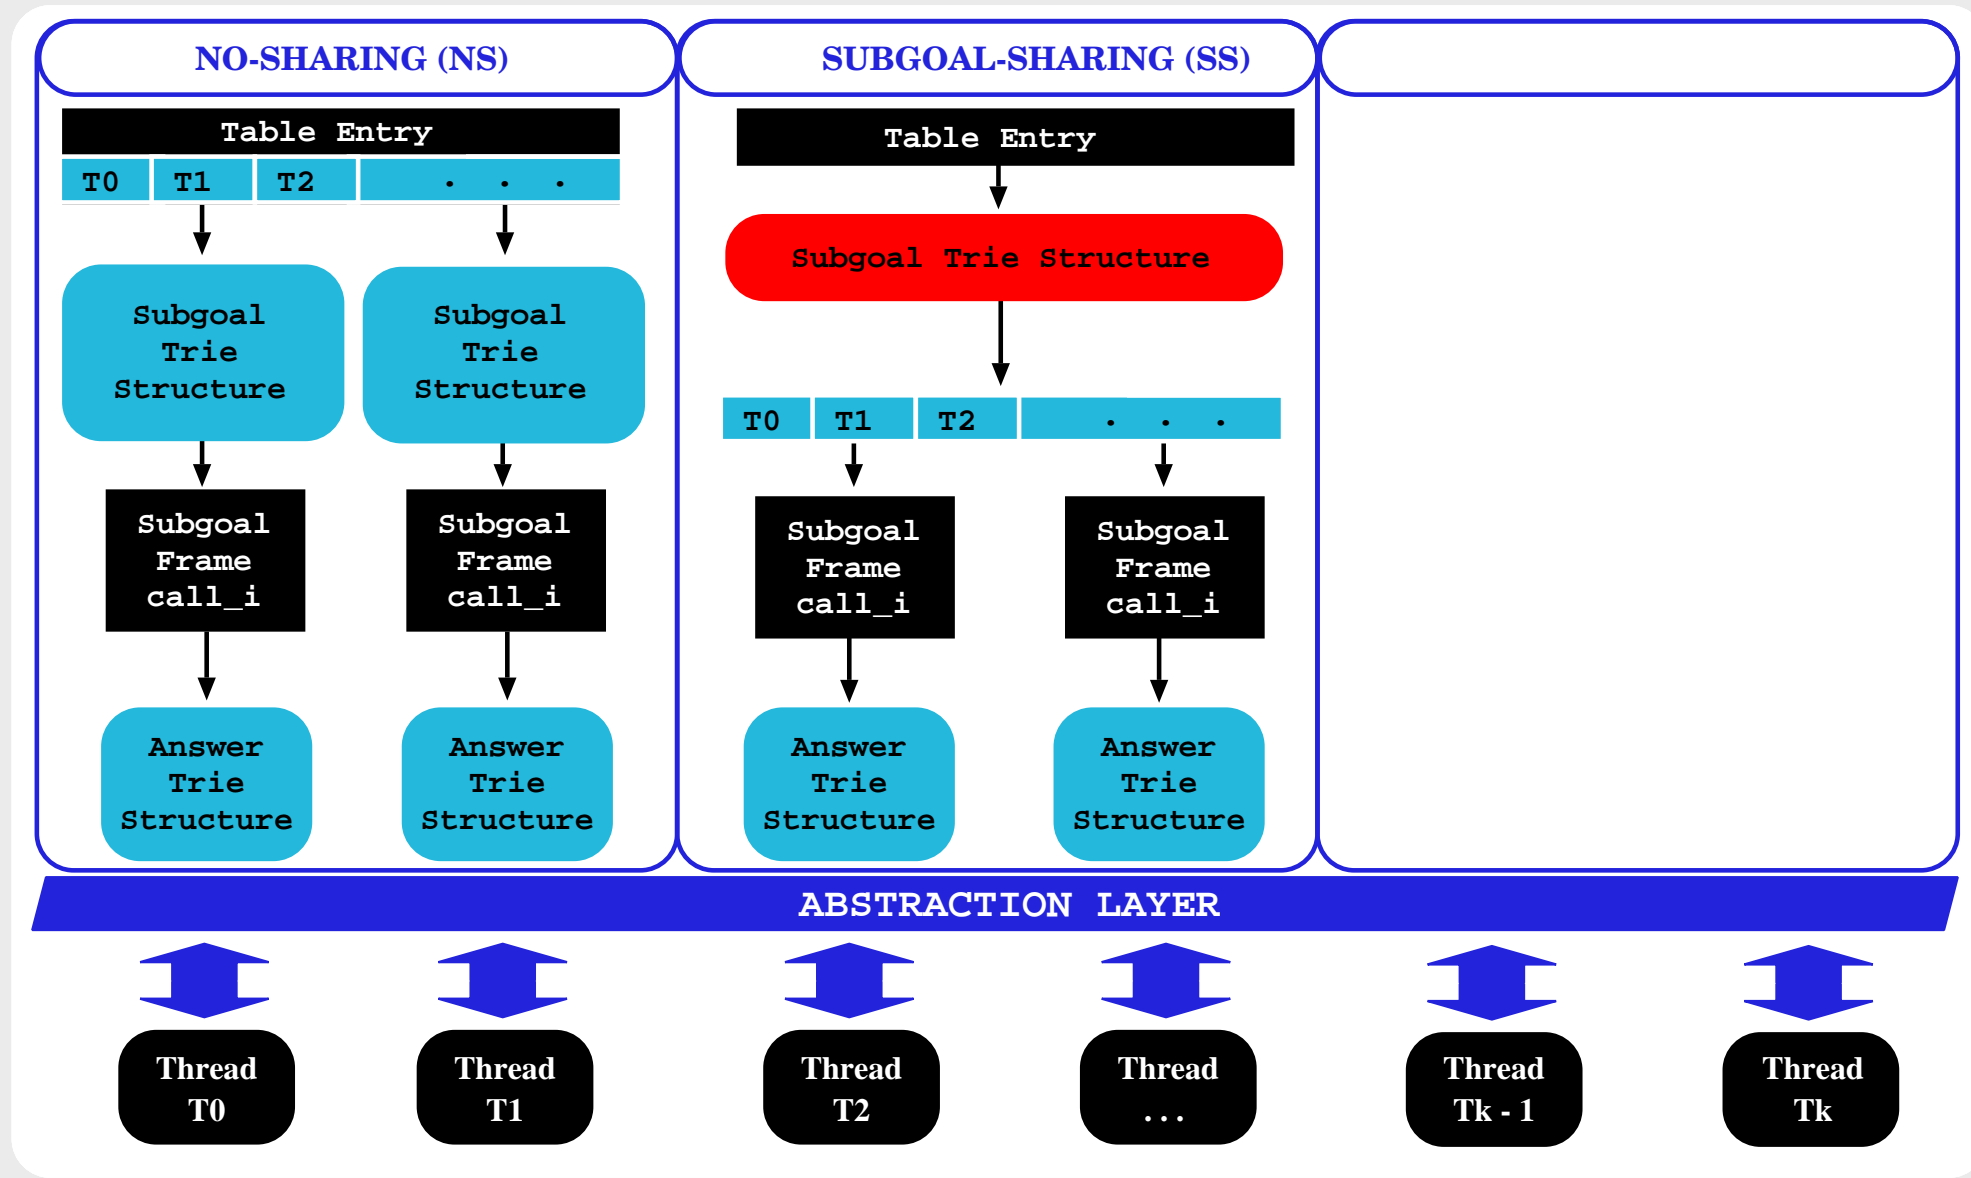 NO-SHARING (NS)
Table Entry
T0 T1 T2 . . .
Subgoal
Trie
Structure
Subgoal
Trie
Structure
Subgoal
Frame
call_i
Subgoal
Frame
call_i
Answer
Trie
Structure
Answer
Trie
Structure
SUBGOAL-SHARING (SS)
Table Entry
Subgoal Trie Structure
T0 T1 T2 . . .
Subgoal
Frame
call_i
Subgoal
Frame
call_i
Answer
Trie
Structure
Answer
Trie
Structure
ABSTRACTION LAYER
Thread
T0
Thread
T1
Thread
T2
Thread
. . .
Thread
Tk - 1
Thread
Tk